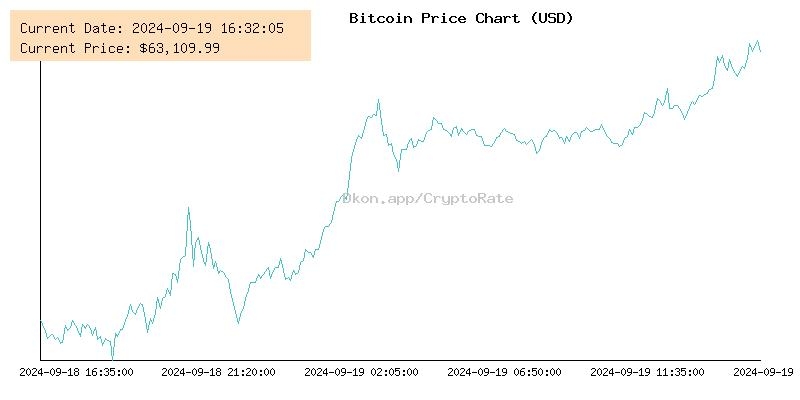 Bitcoin Price Chart (USD)
Current Date: 2024-09-19 16:32:05
Current Price: $63,109.99
Dkon.app/CryptoRate
2024-09-18 16:35:00 2024-09-18 21:20:00 2024-09-19 02:05:00 2024-09-19 06:50:00 2024-09-19 11:35:00 2024-09-19